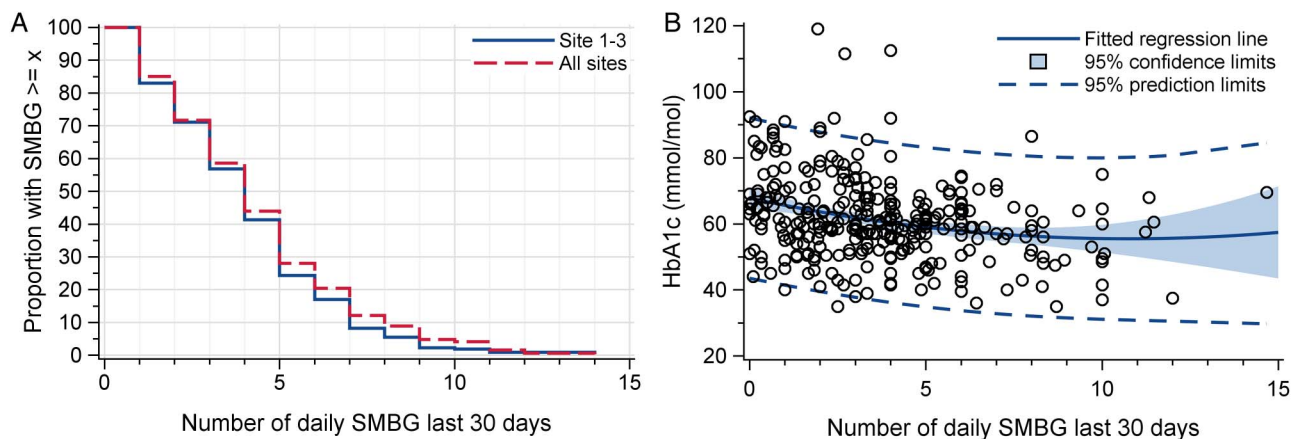 A
Proportion with SMBG >= x
100
90
80
70
60
50
40
30
20
10
0
Site 1-3
All sites
0 5 10 15
Number of daily SMBG last 30 days
B
HbA1c (mmol/mol)
120
100
80
60
40
20
Fitted regression line
95% confidence limits
95% prediction limits
0 5 10 15
Number of daily SMBG last 30 days